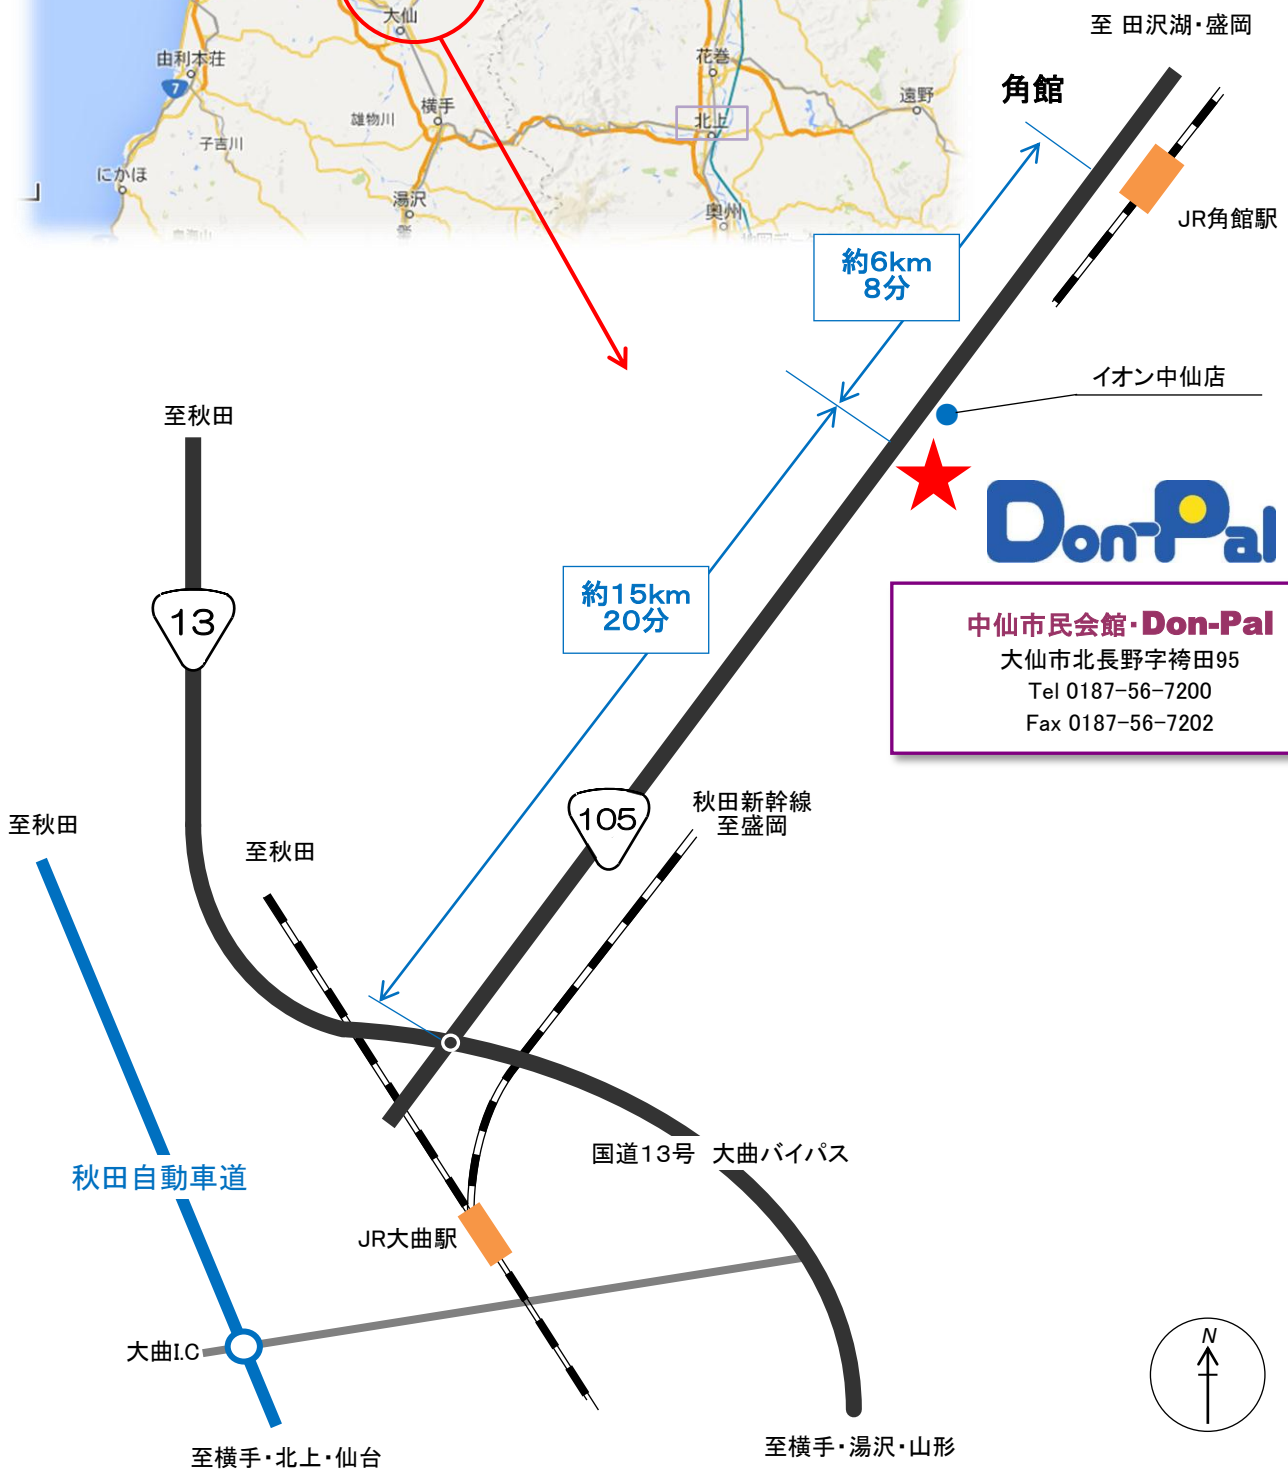 大仙
至 田沢湖・盛岡
由利本荘
7
花巻
角館
遠野
横手
雄物川
北上
子吉川
にかほ
湯沢
奥州
JR角館駅
約6km
8分
イオン中仙店
至秋田
Don-Pal
13
約15km
20分
中仙市民会館・Don-Pal
大仙市北長野字袴田95
Tel 0187-56-7200
Fax 0187-56-7202
105
秋田新幹線
至盛岡
至秋田
至秋田
国道13号 大曲バイパス
秋田自動車道
JR大曲駅
大曲I.C
N
至横手・北上・仙台
至横手・湯沢・山形